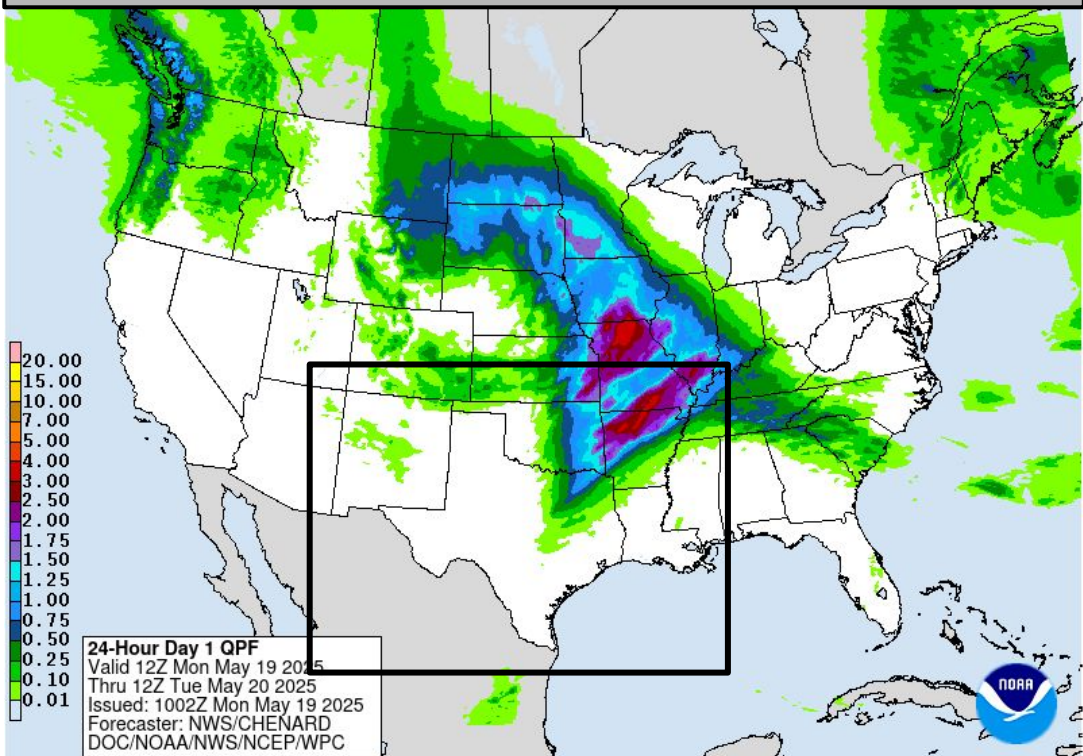 20.00
15.00
10.00
7.00
5.00
4.00
3.00
2.50
2.00
1.75
1.50
1.25
1.00
0.75
0.50
0.25
0.10
0.01
24-Hour Day 1 QPF
Valid 12Z Mon May 19 2025
Thru 12Z Tue May 20 2025
Issued: 1002Z Mon May 19 2025
Forecaster: NWS/CHENARD
DOC/NOAA/NWS/NCEP/WPC
NOAA